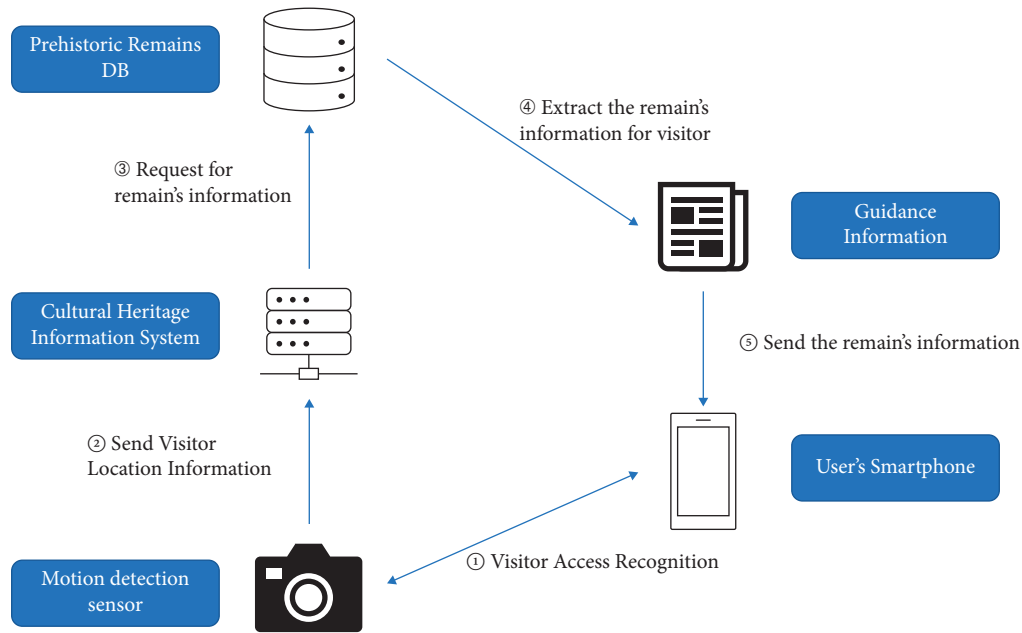 Prehistoric Remains
DB
④ Extract the remain's
information for visitor
③ Request for
remain's information
Guidance
Information
Cultural Heritage
Information System
⑤ Send the remain's information
② Send Visitor
Location Information
User's Smartphone
① Visitor Access Recognition
Motion detection
sensor